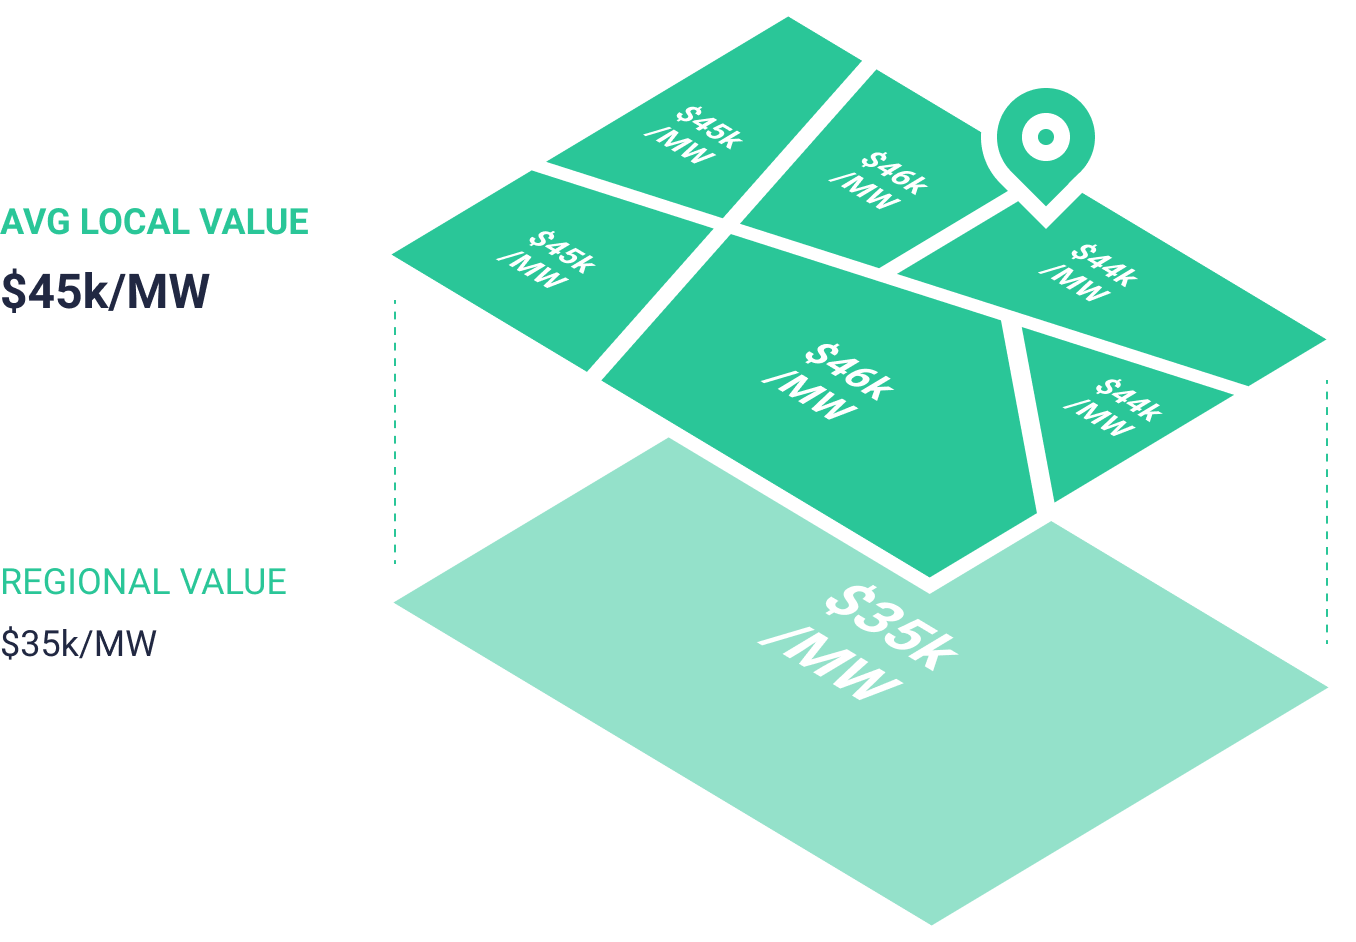 AVG LOCAL VALUE
$45k/MW
REGIONAL VALUE
$35k/MW
$45k
/MW
$46k
/MW
$45k
/MW
$44k
/MW
$46k
/MW
$44k
/MW
$35k
/MW